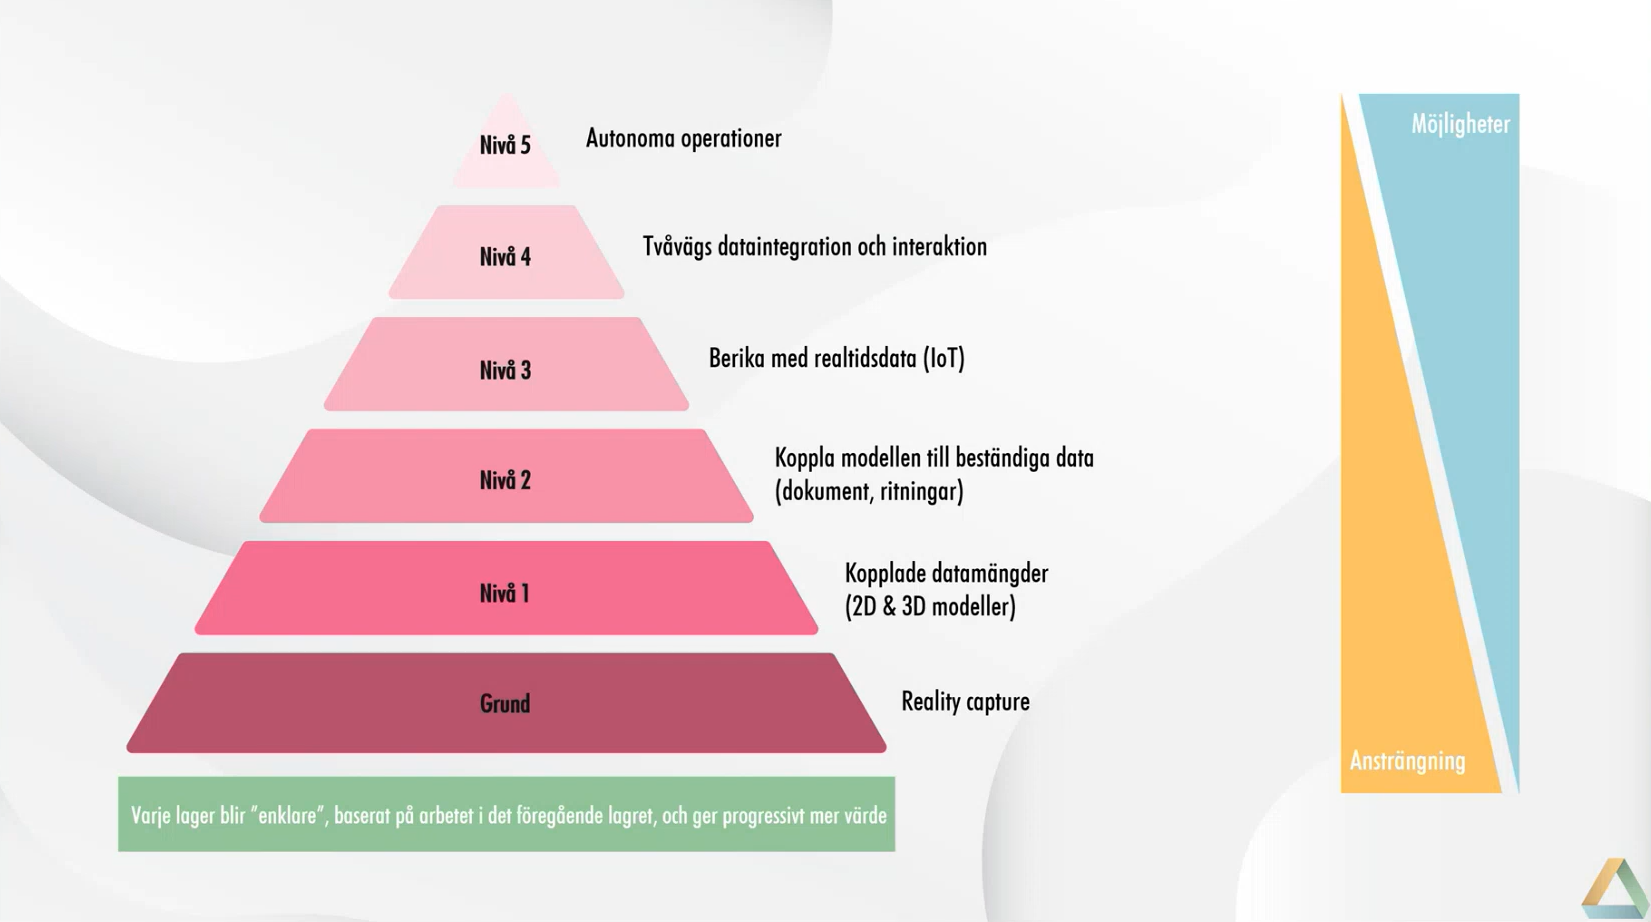 Nivå 5
Autonoma operationer
Nivå 4
Tvåvägs dataintegration och interaktion
Nivå 3
Berika med realtidsdata (IoT)
Nivå 2
Koppla modellen till beständiga data
(dokument, ritningar)
Nivå 1
Kopplade datamängder
(2D & 3D modeller)
Grund
Reality capture
Varje lager blir ”enklare”, baserat på arbetet i det föregående lagret, och ger progressivt mer värde
Möjligheter
Ansträngning